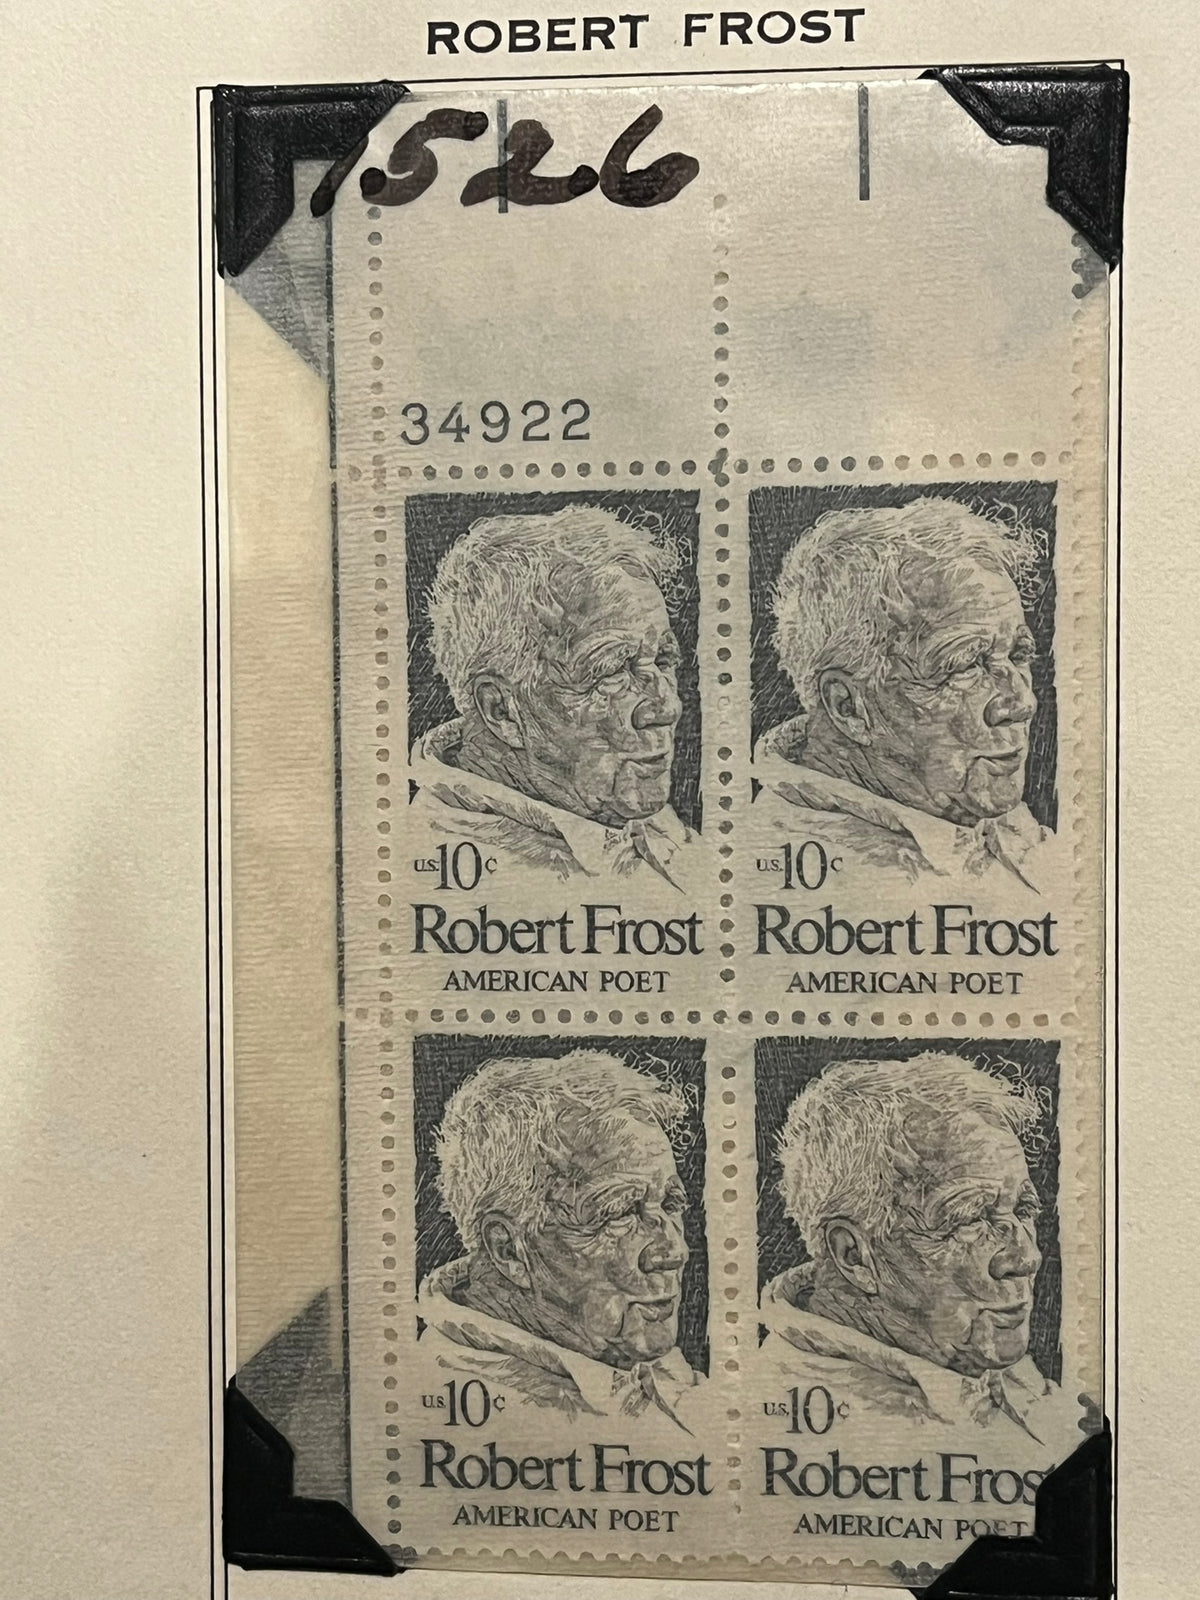 ROBERT FROST
1526
34922
U.S. 10¢ U.S. 10¢
Robert Frost Robert Frost
AMERICAN POET AMERICAN POET
U.S. 10¢ U.S. 10¢
Robert Frost Robert Fros
AMERICAN POET AMERICAN POET